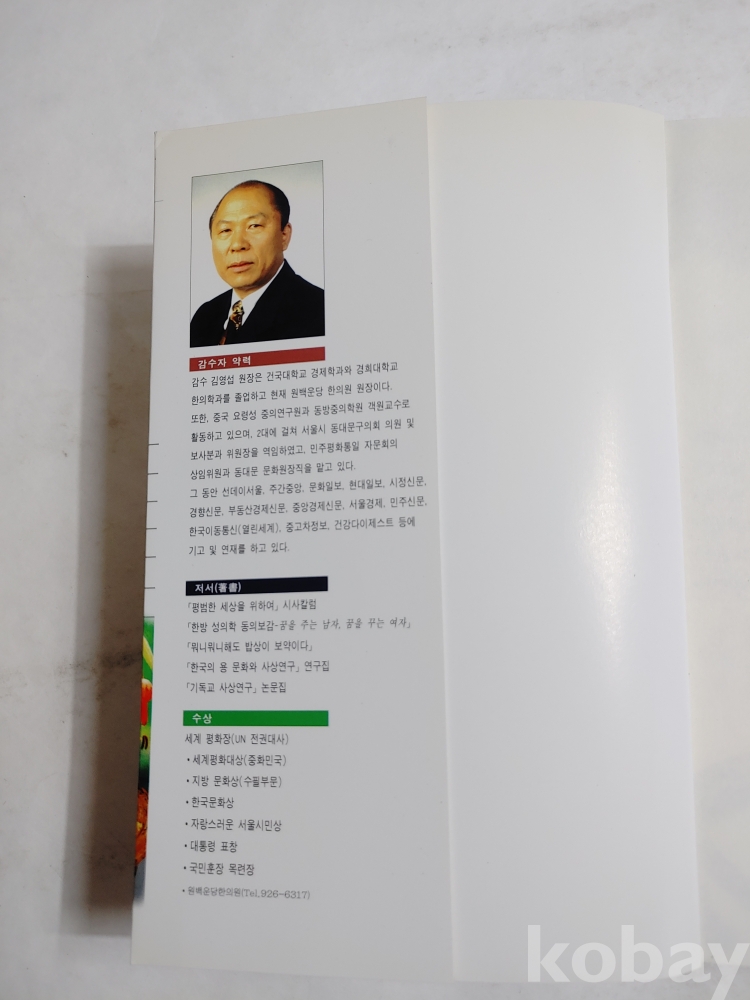 감수자 약력
감수 김영섭 원장은 건국대학교 경제학과와 경희대학교
한의학과를 졸업하고 현재 원백운당 한의원 원장이다.
또한, 중국 요령성 중의연구원과 동방중의학원 객원교수로
활동하고 있으며, 2대에 걸쳐 서울시 동대문구의회 의원 및
보사분과 위원장을 역임하였고, 민주평화통일 자문회의
상임위원과 동대문 문화원장직을 맡고 있다.
그 동안 선데이서울, 주간중앙, 문화일보, 현대일보, 시정신문,
경향신문, 부동산경제신문, 중앙경제신문, 서울경제, 민주신문,
한국이동통신(열린세계), 중고차정보, 건강다이제스트 등에
기고 및 연재를 하고 있다.
저서(著書)
「평범한 세상을 위하여」 시사칼럼
「한방 성의학 동의보감-꿈을 주는 남자, 꿈을 꾸는 여자」
「뭐니뭐니해도 밥상이 보약이다」
「한국의 용 문화와 사상연구」 연구집
「기독교 사상연구」 논문집
수상
세계 평화장(UN 전권대사)
•세계평화대상(중화민국)
•지방 문화상(수필부문)
•한국문화상
•자랑스러운 서울시민상
•대통령 표창
•국민훈장 목련장
•원백운당한의원(Tel.926-6317)
kobay